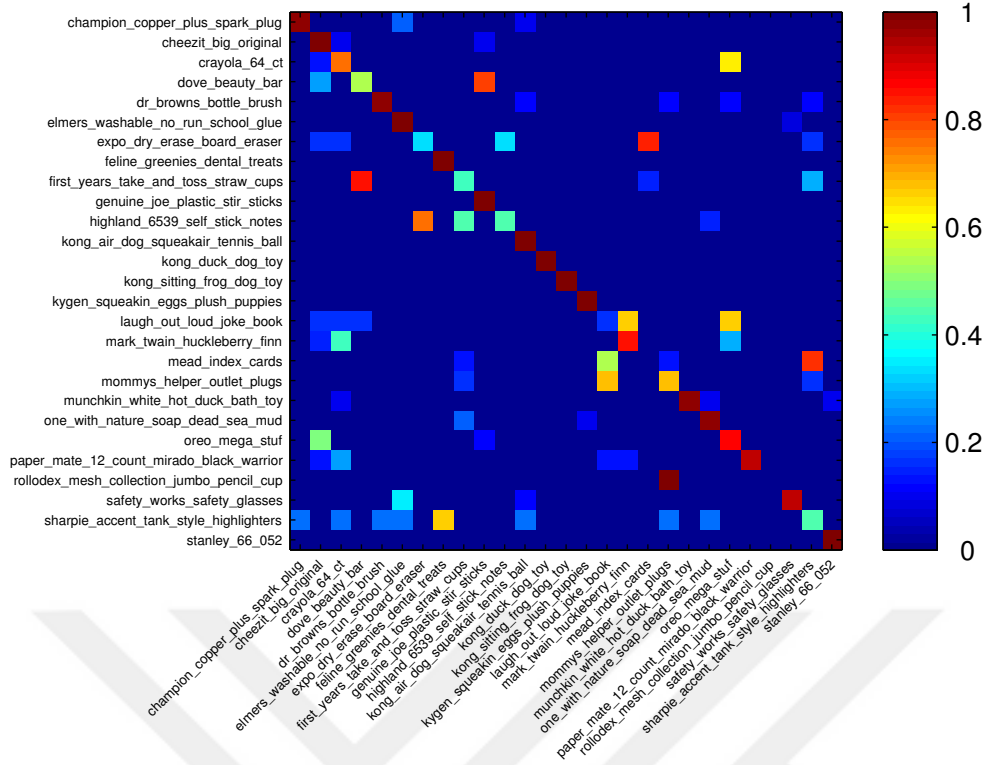 champion_copper_plus_spark_plug
cheezit_big_original
crayola_64_ct
dove_beauty_bar
dr_browns_bottle_brush
elmers_washable_no_run_school_glue
expo_dry_erase_board_eraser
feline_greenies_dental_treats
first_years_take_and_toss_straw_cups
genuine_joe_plastic_stir_sticks
highland_6539_self_stick_notes
kong_air_dog_squeakair_tennis_ball
kong_duck_dog_toy
kong_sitting_frog_dog_toy
kygen_squeakin_eggs_plush_puppies
laugh_out_loud_joke_book
mark_twain_huckleberry_finn
mead_index_cards
mommys_helper_outlet_plugs
munchkin_white_hot_duck_bath_toy
one_with_nature_soap_dead_sea_mud
oreo_mega_stuf
paper_mate_12_count_mirado_black_warrior
rollodex_mesh_collection_jumbo_pencil_cup
safety_works_safety_glasses
sharpie_accent_tank_style_highlighters
stanley_66_052
champion_copper_plus_spark_plug
cheezit_big_original
crayola_64_ct
dove_beauty_bar
dr_browns_bottle_brush
elmers_washable_no_run_school_glue
expo_dry_erase_board_eraser
feline_greenies_dental_treats
first_years_take_and_toss_straw_cups
genuine_joe_plastic_stir_sticks
highland_6539_self_stick_notes
kong_air_dog_squeakair_tennis_ball
kong_duck_dog_toy
kong_sitting_frog_dog_toy
kygen_squeakin_eggs_plush_puppies
laugh_out_loud_joke_book
mark_twain_huckleberry_finn
mead_index_cards
mommys_helper_outlet_plugs
munchkin_white_hot_duck_bath_toy
one_with_nature_soap_dead_sea_mud
oreo_mega_stuf
paper_mate_12_count_mirado_black_warrior
rollodex_mesh_collection_jumbo_pencil_cup
safety_works_safety_glasses
sharpie_accent_tank_style_highlighters
stanley_66_052
1
0.8
0.6
0.4
0.2
0